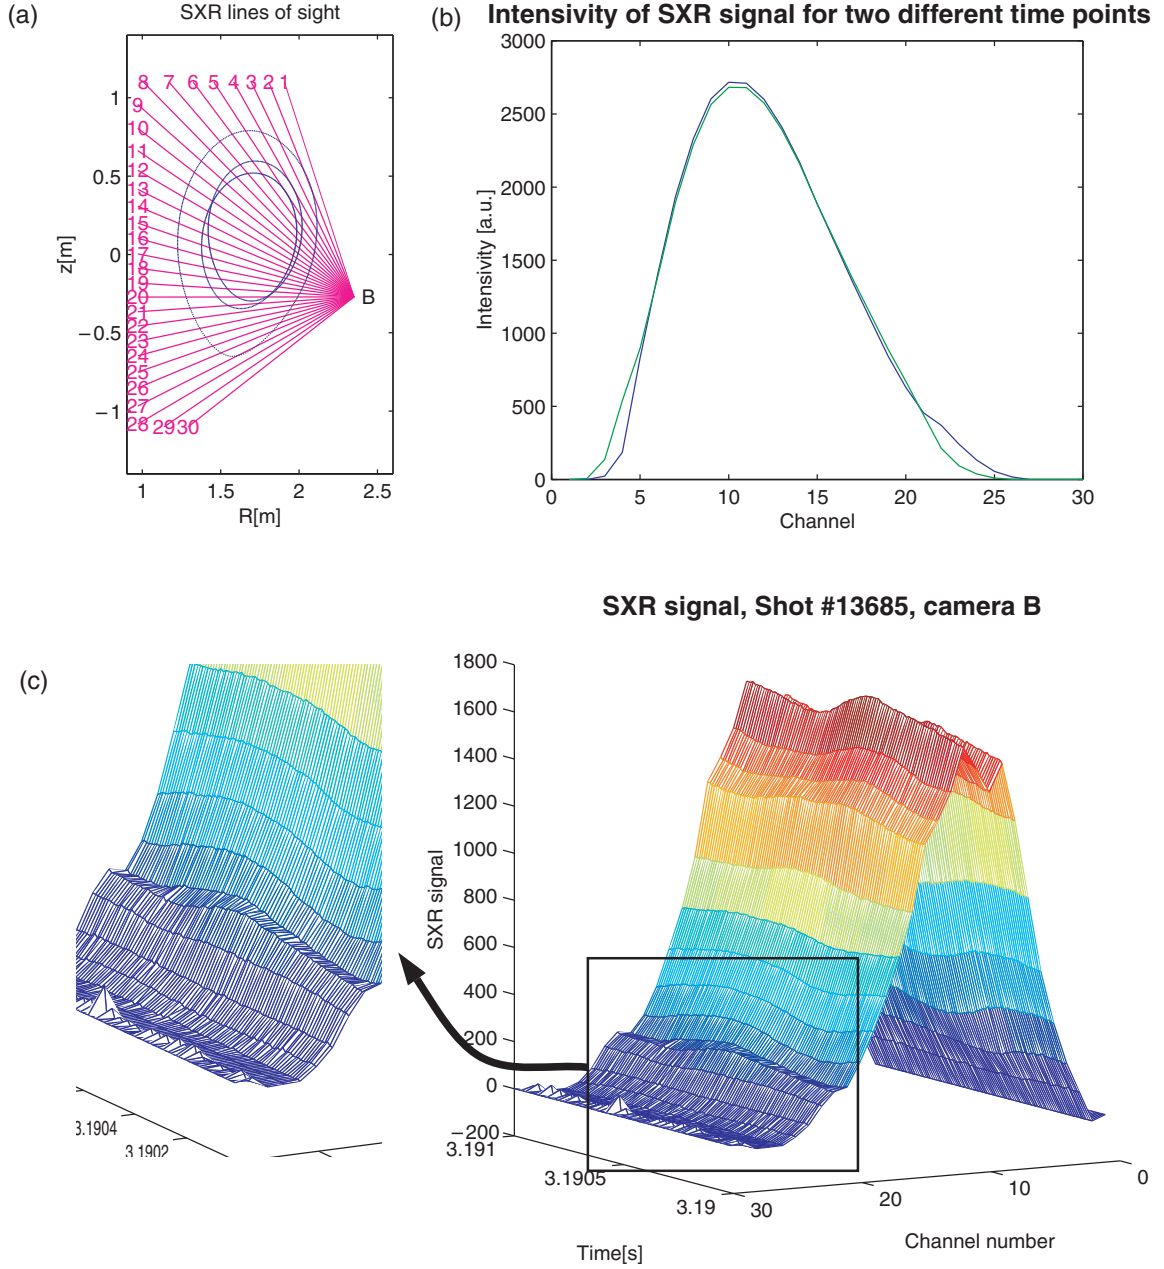 (a)
SXR lines of sight
8 7 6 5 4 3 2 1
9
10
11
12
13
14
15
16
17
18
19
20
21
22
23
24
25
26
27
28 29 30
B
1
0.5
0
−0.5
−1
z[m]
1 1.5 2 2.5
R[m]
(b)
Intensivity of SXR signal for two different time points
3000
2500
2000
1500
1000
500
0
Intensivity [a.u.]
0 5 10 15 20 25 30
Channel
SXR signal, Shot #13685, camera B
(c)
3.1904
3.1902
1800
1600
1400
1200
1000
800
600
400
200
0
−200
SXR signal
3.191
3.1905
3.19
Time[s]
30
20
10
0
Channel number